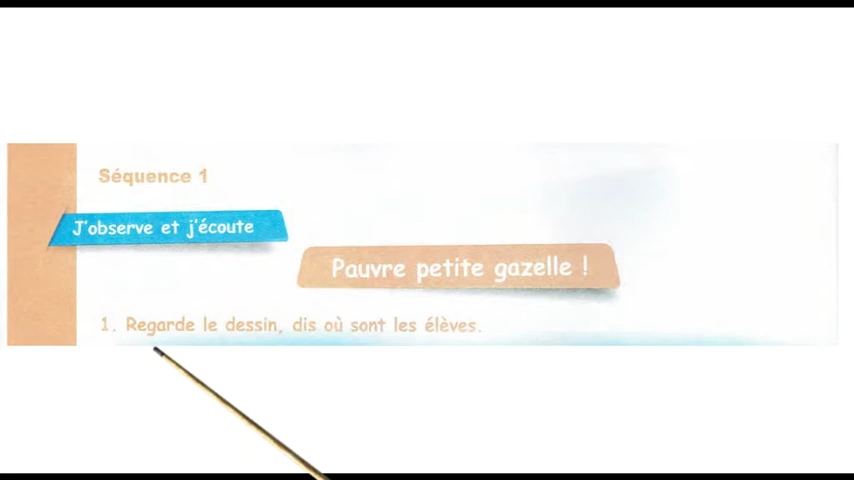 Séquence 1
J'observe et j'écoute
Pauvre petite gazelle !
1. Regarde le dessin, dis où sont les élèves.